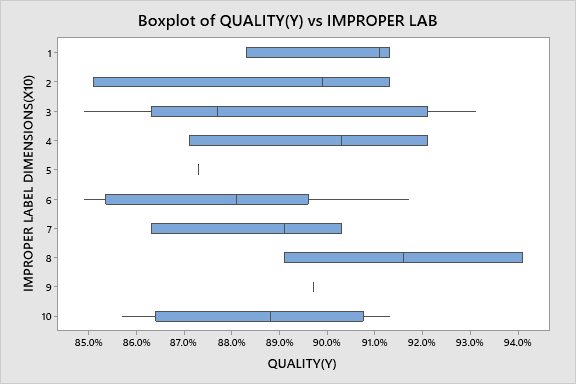 Boxplot of QUALITY(Y) vs IMPROPER LAB
IMPROPER LABEL DIMENSIONS(X10)
1
2
3
4
5
6
7
8
9
10
85.0% 86.0% 87.0% 88.0% 89.0% 90.0% 91.0% 92.0% 93.0% 94.0%
QUALITY(Y)